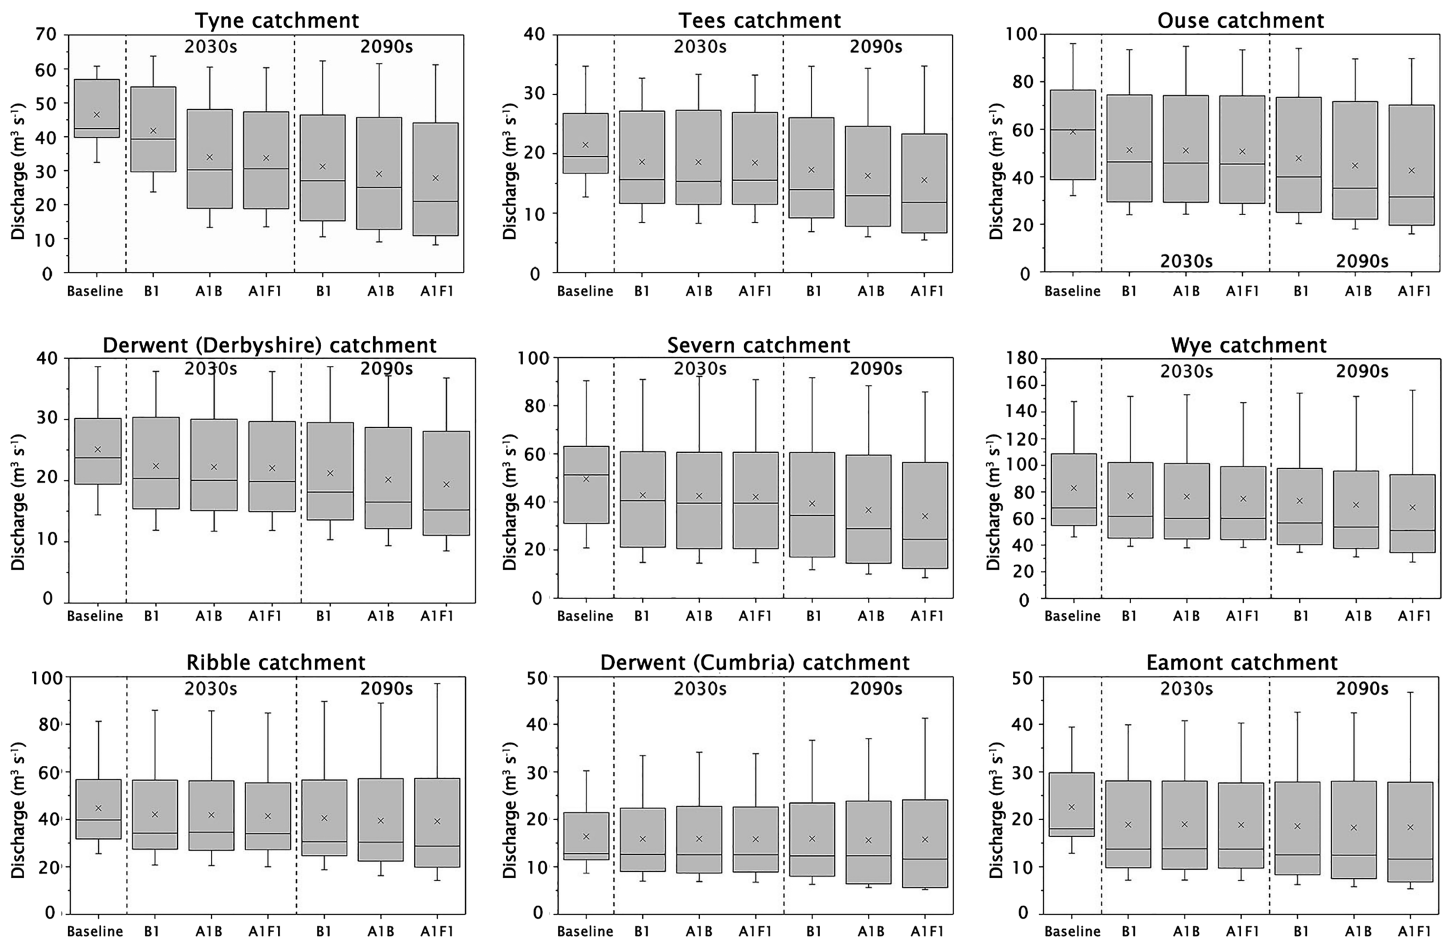 Tyne catchment
2030s 2090s
70
60
50
40
30
20
10
0
Discharge (m³ s⁻¹)
Baseline B1 A1B A1F1 B1 A1B A1F1
Tees catchment
2030s 2090s
40
30
20
10
0
Discharge (m³ s⁻¹)
Baseline B1 A1B A1F1 B1 A1B A1F1
Ouse catchment
100
80
60
40
20
0
Discharge (m³ s⁻¹)
2030s 2090s
Baseline B1 A1B A1F1 B1 A1B A1F1
Derwent (Derbyshire) catchment
2030s 2090s
40
30
20
10
0
Discharge (m³ s⁻¹)
Baseline B1 A1B A1F1 B1 A1B A1F1
Severn catchment
2030s 2090s
100
80
60
40
20
0
Discharge (m³ s⁻¹)
Baseline B1 A1B A1F1 B1 A1B A1F1
Wye catchment
2030s 2090s
180
160
140
120
100
80
60
40
20
0
Discharge (m³ s⁻¹)
Baseline B1 A1B A1F1 B1 A1B A1F1
Ribble catchment
2030s 2090s
100
80
60
40
20
0
Discharge (m³ s⁻¹)
Baseline B1 A1B A1F1 B1 A1B A1F1
Derwent (Cumbria) catchment
2030s 2090s
50
40
30
20
10
0
Discharge (m³ s⁻¹)
Baseline B1 A1B A1F1 B1 A1B A1F1
Eamont catchment
2030s 2090s
50
40
30
20
10
0
Discharge (m³ s⁻¹)
Baseline B1 A1B A1F1 B1 A1B A1F1